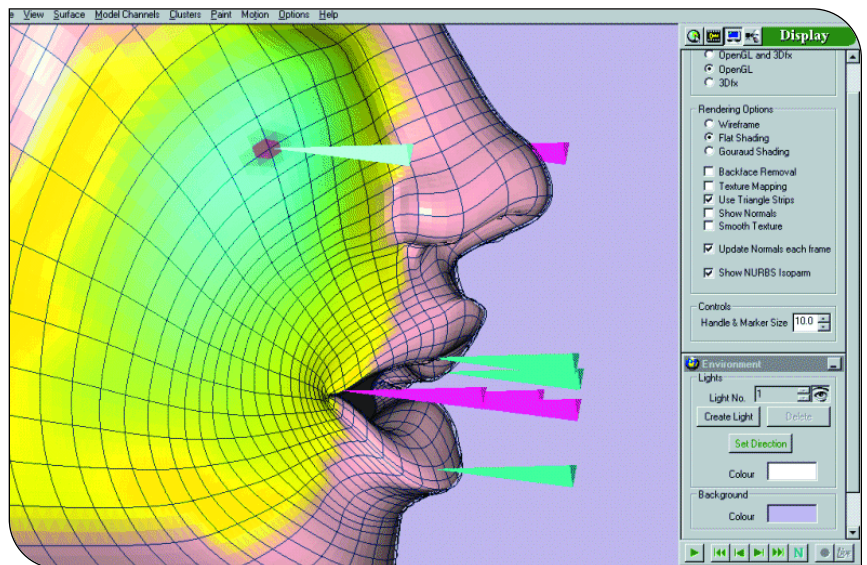 e View Surface Model Channels Clusters Paint Motion Options Help
Display
OpenGL and 3Dfx
OpenGL
3Dfx
Rendering Options
Wireframe
Flat Shading
Gouraud Shading
Backface Removal
Texture Mapping
Use Triangle Strips
Show Normals
Smooth Texture
Update Normals each frame
Show NURBS Isoparm
Controls
Handle & Marker Size 10.0
Environment
Lights
Light No. 1
Create Light Delete
Set Direction
Colour
Background
Colour
N